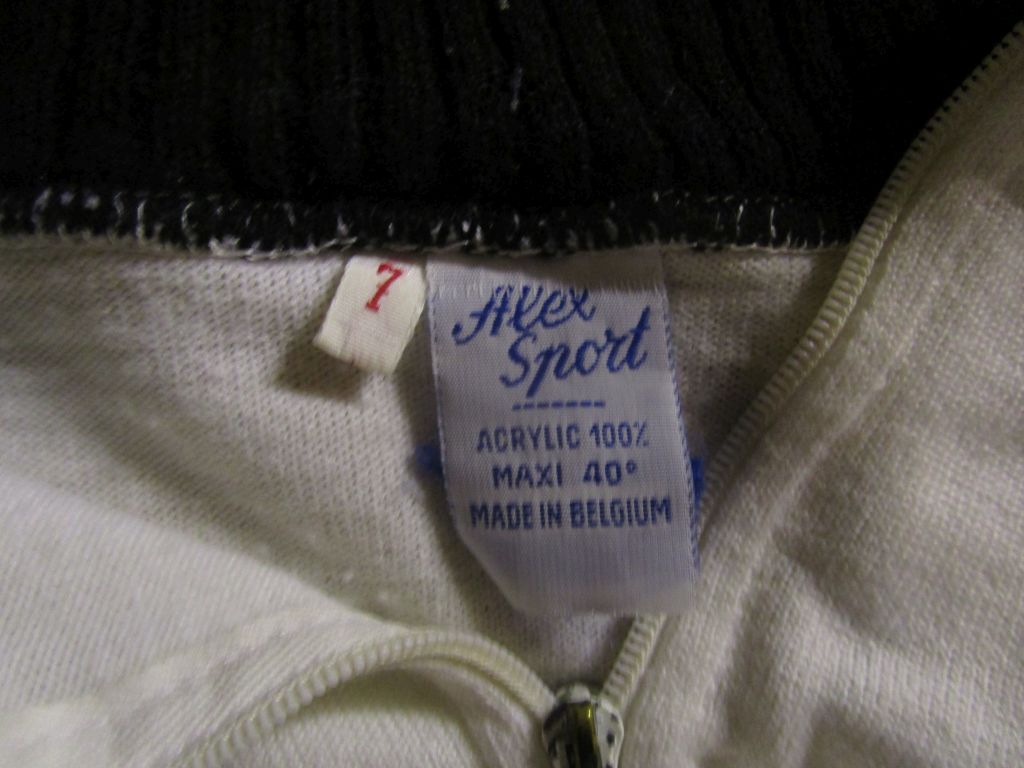 7
Alex
Sport
ACRYLIC 100%
MAXI 40°
MADE IN BELGIUM